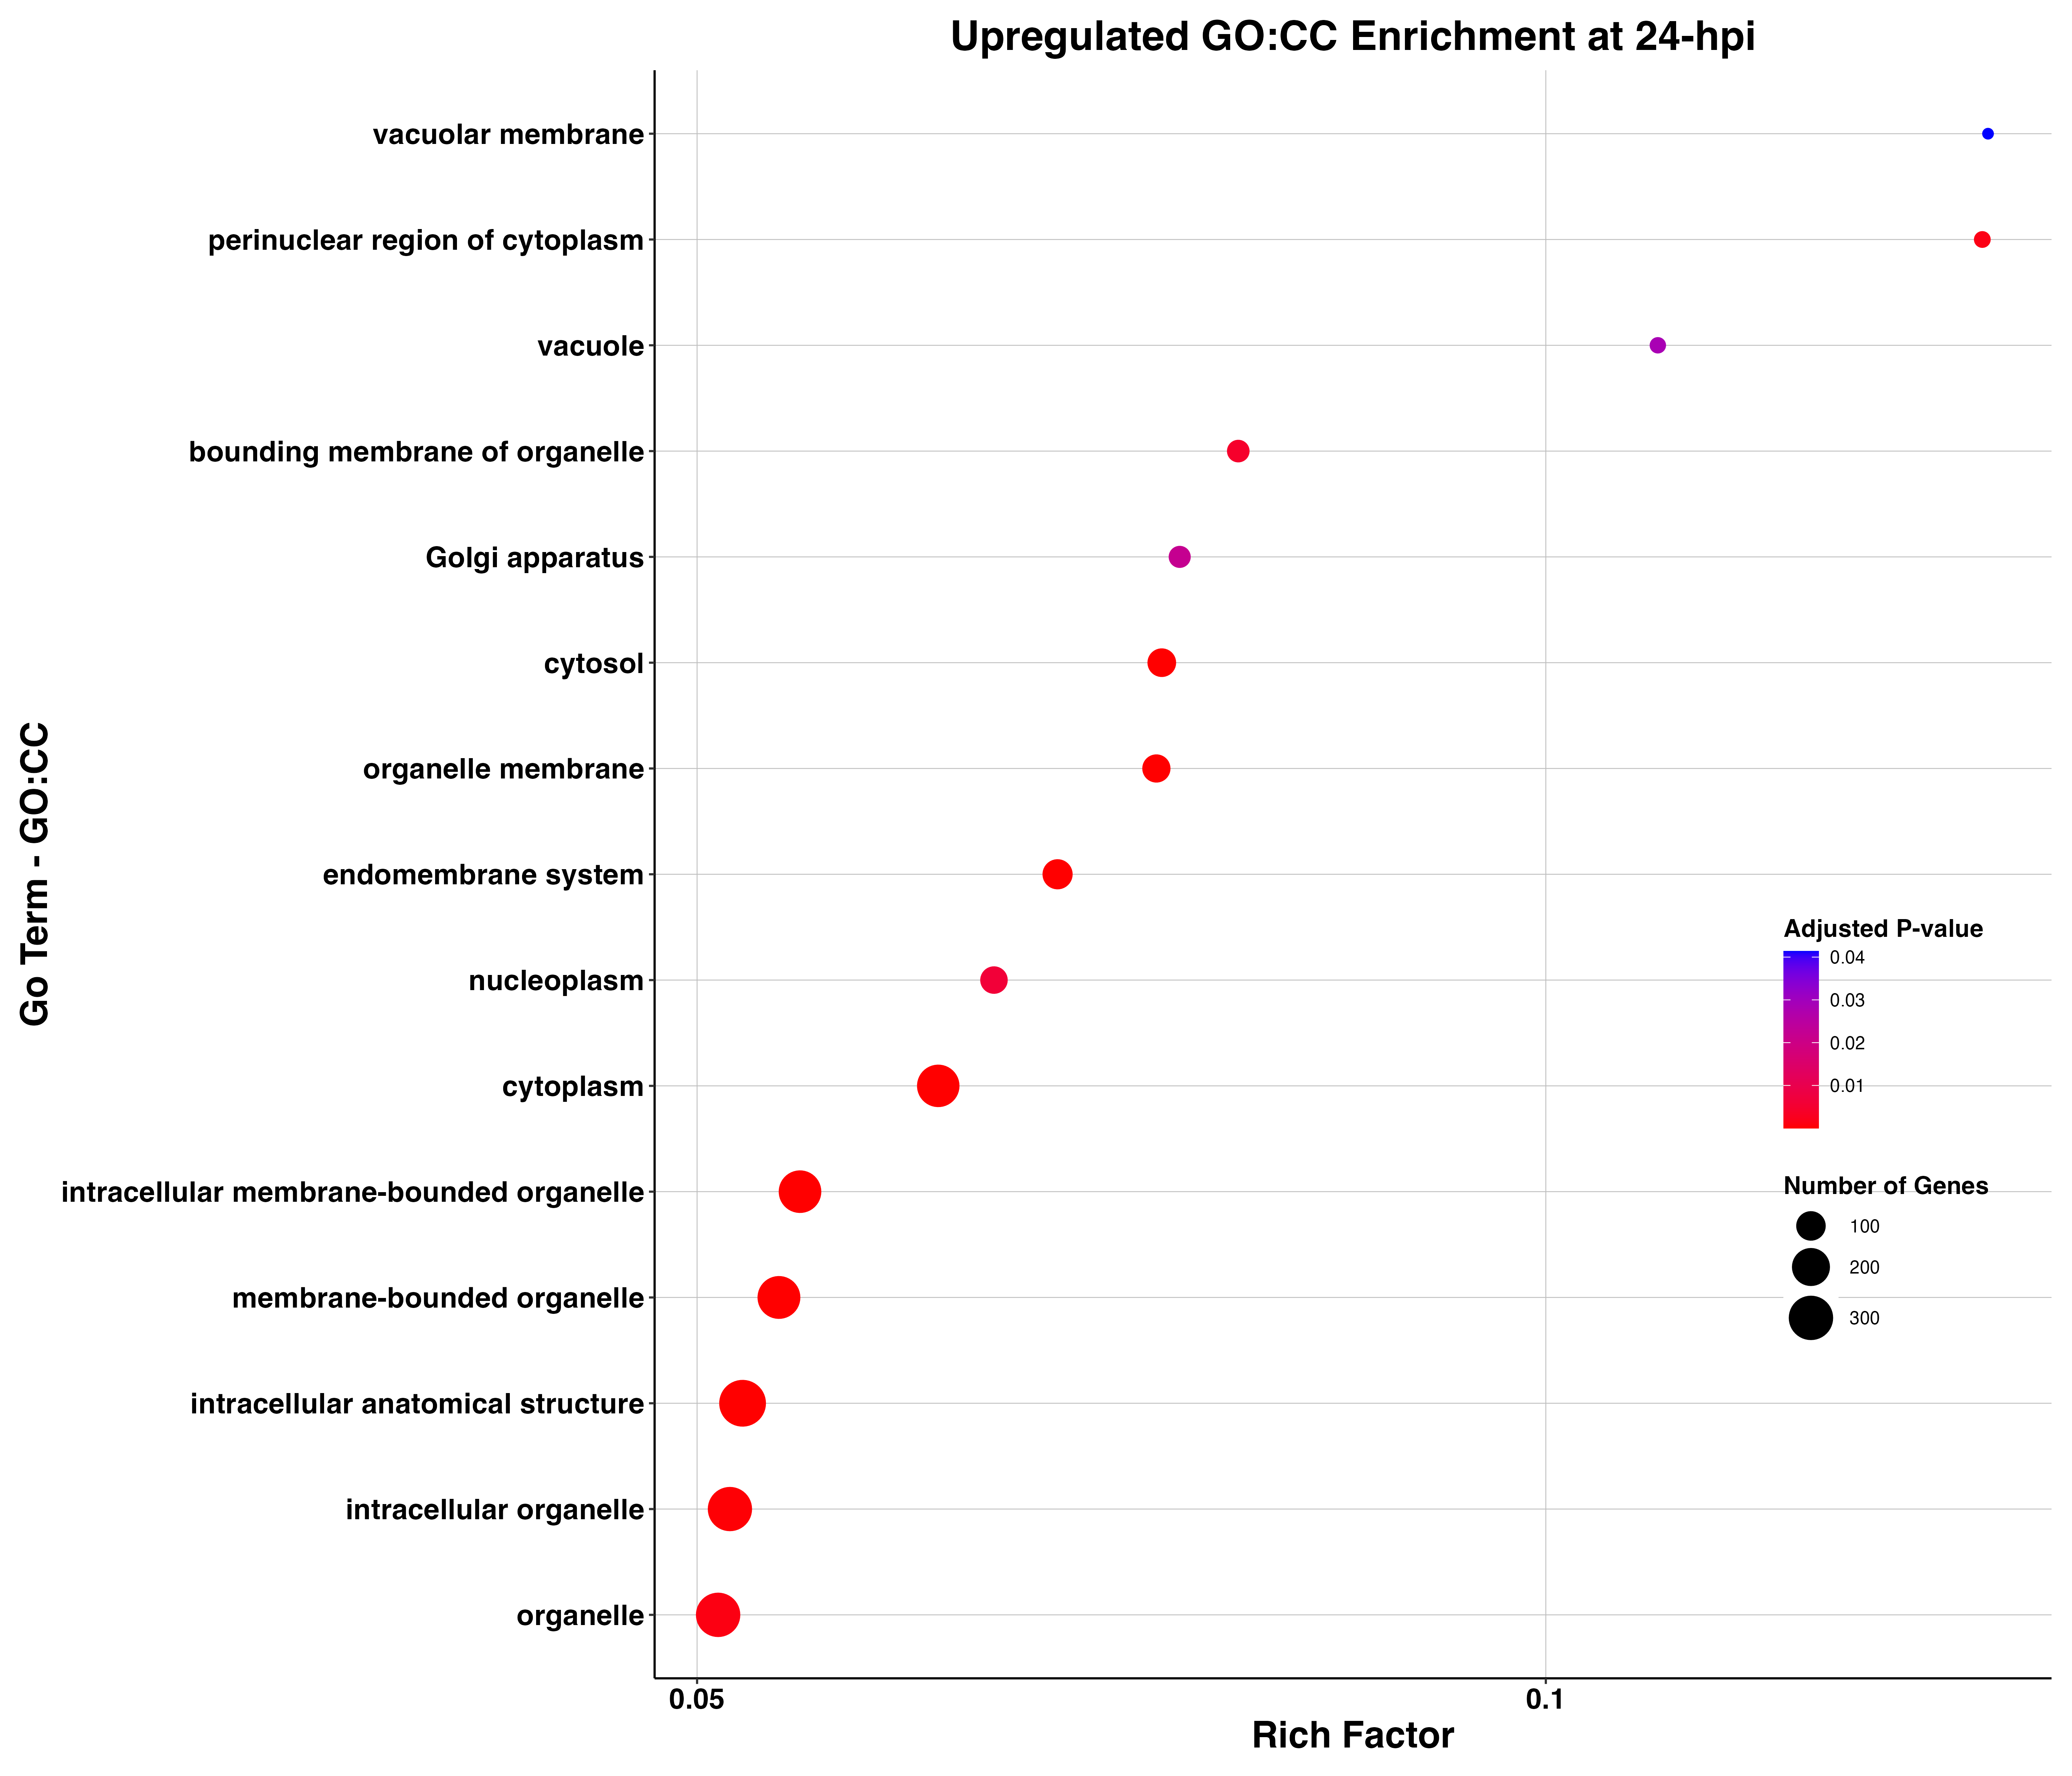 Upregulated GO:CC Enrichment at 24-hpi
Go Term - GO:CC
vacuolar membrane
perinuclear region of cytoplasm
vacuole
bounding membrane of organelle
Golgi apparatus
cytosol
organelle membrane
endomembrane system
nucleoplasm
cytoplasm
intracellular membrane-bounded organelle
membrane-bounded organelle
intracellular anatomical structure
intracellular organelle
organelle
Adjusted P-value
0.04
0.03
0.02
0.01
Number of Genes
100
200
300
0.05
0.1
Rich Factor